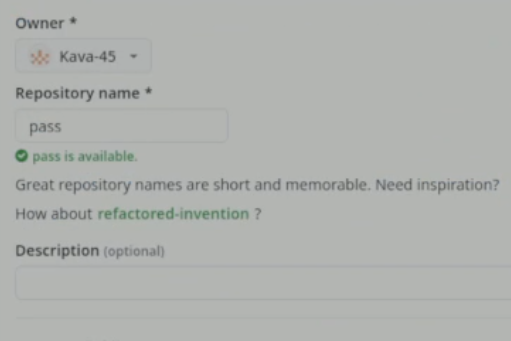 Owner *
Kava-45
Repository name *
pass
pass is available.
Great repository names are short and memorable. Need inspiration?
How about refactored-invention ?
Description (optional)